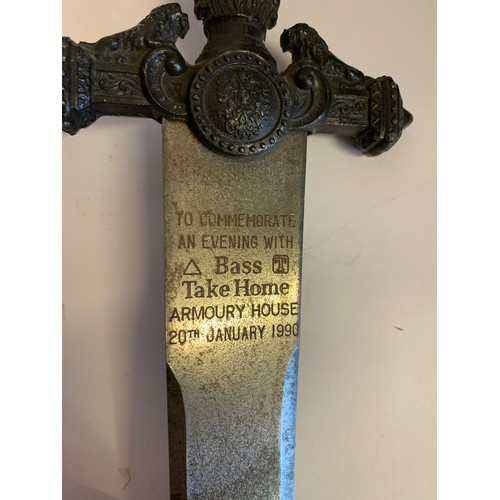 TO COMMEMORATE
AN EVENING WITH
Bass T
Take Home
ARMOURY HOUSE
20TH JANUARY 1990